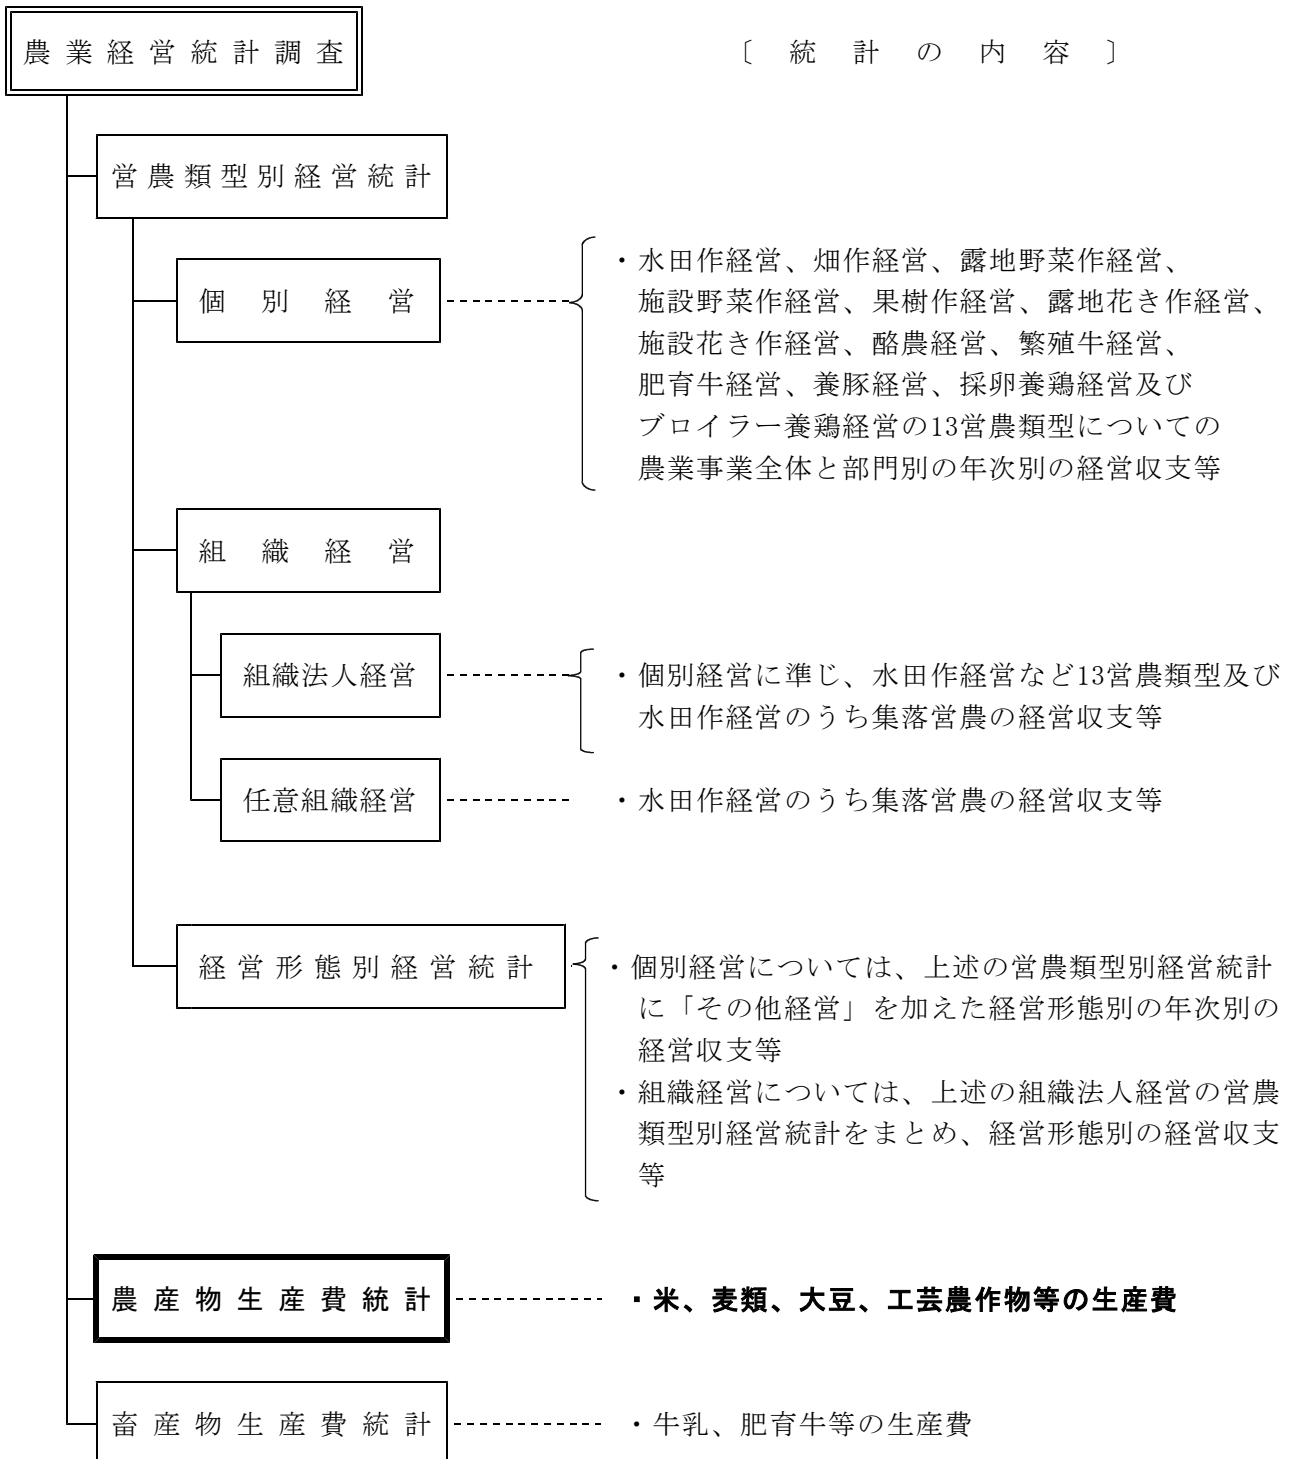 農業経営統計調査
〔統計の内容〕
営農類型別経営統計
個別経営
・水田作経営、畑作経営、露地野菜作経営、
施設野菜作経営、果樹作経営、露地花き作経営、
施設花き作経営、酪農経営、繁殖牛経営、
肥育牛経営、養豚経営、採卵養鶏経営及び
ブロイラー養鶏経営の13営農類型についての
農業事業全体と部門別の年次別の経営収支等
組織経営
組織法人経営
・個別経営に準じ、水田作経営など13営農類型及び
水田作経営のうち集落営農の経営収支等
任意組織経営
・水田作経営のうち集落営農の経営収支等
経営形態別経営統計
・個別経営については、上述の営農類型別経営統計
に「その他経営」を加えた経営形態別の年次別の
経営収支等
・組織経営については、上述の組織法人経営の営農
類型別経営統計をまとめ、経営形態別の経営収支
等
農産物生産費統計
・米、麦類、大豆、工芸農作物等の生産費
畜産物生産費統計
・牛乳、肥育牛等の生産費